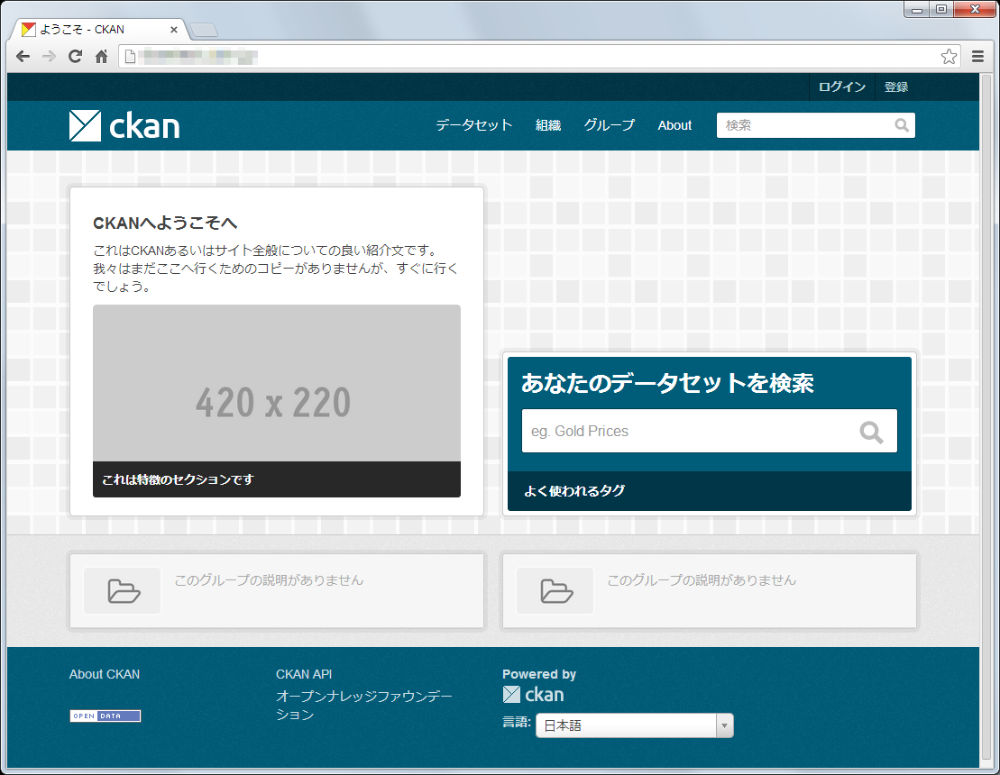 ようこそ - CKAN
ログイン 登録
ckan
データセット 組織 グループ About 検索
CKANへようこそへ
これはCKANあるいはサイト全般についての良い紹介文です。
我々はまだここへ行くためのコピーがありませんが、すぐに行く
でしょう。
420 x 220
これは特徴のセクションです
あなたのデータセットを検索
eg. Gold Prices
よく使われるタグ
このグループの説明がありません
このグループの説明がありません
About CKAN
OPEN DATA
CKAN API
オープンナレッジファウンデー
ション
Powered by
ckan
言語: 日本語